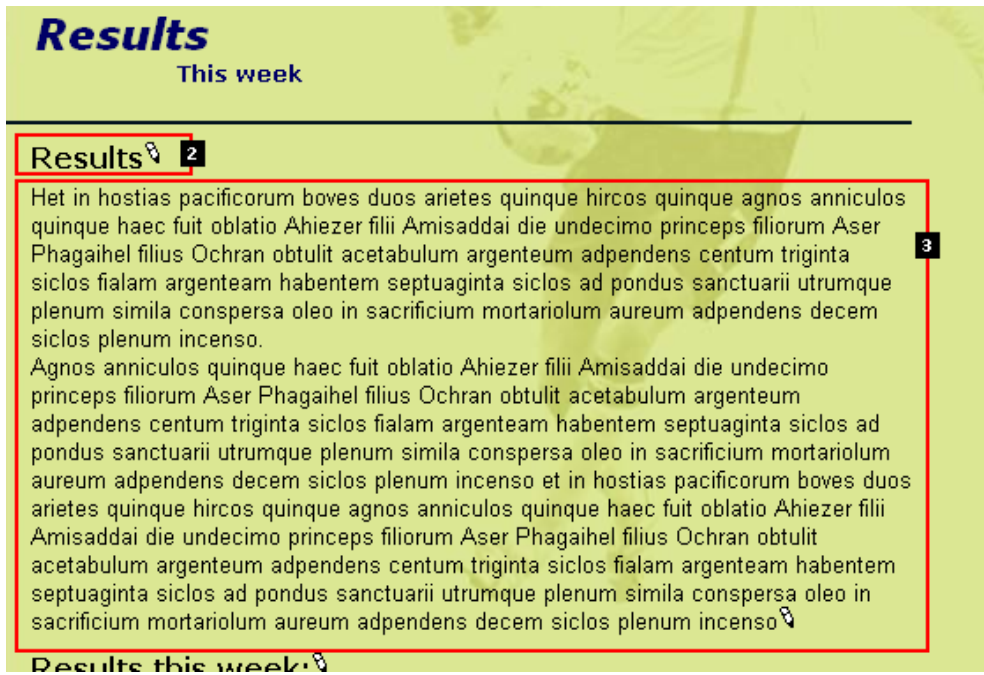 Results
This week
Results
2
Het in hostias pacificorum boves duos arietes quinque hircos quinque agnos anniculos
quinque haec fuit oblatio Ahiezer filii Amisaddai die undecimo princeps filiorum Aser
3
Phagaihel filius Ochran obtulit acetabulum argenteum adpendens centum triginta
siclos fialam argenteam habentem septuaginta siclos ad pondus sanctuarii utrumque
plenum simila conspersa oleo in sacrificium mortariolum aureum adpendens decem
siclos plenum incenso.
Agnos anniculos quinque haec fuit oblatio Ahiezer filii Amisaddai die undecimo
princeps filiorum Aser Phagaihel filius Ochran obtulit acetabulum argenteum
adpendens centum triginta siclos fialam argenteam habentem septuaginta siclos ad
pondus sanctuarii utrumque plenum simila conspersa oleo in sacrificium mortariolum
aureum adpendens decem siclos plenum incenso et in hostias pacificorum boves duos
arietes quinque hircos quinque agnos anniculos quinque haec fuit oblatio Ahiezer filii
Amisaddai die undecimo princeps filiorum Aser Phagaihel filius Ochran obtulit
acetabulum argenteum adpendens centum triginta siclos fialam argenteam habentem
septuaginta siclos ad pondus sanctuarii utrumque plenum simila conspersa oleo in
sacrificium mortariolum aureum adpendens decem siclos plenum incenso
Results this week: